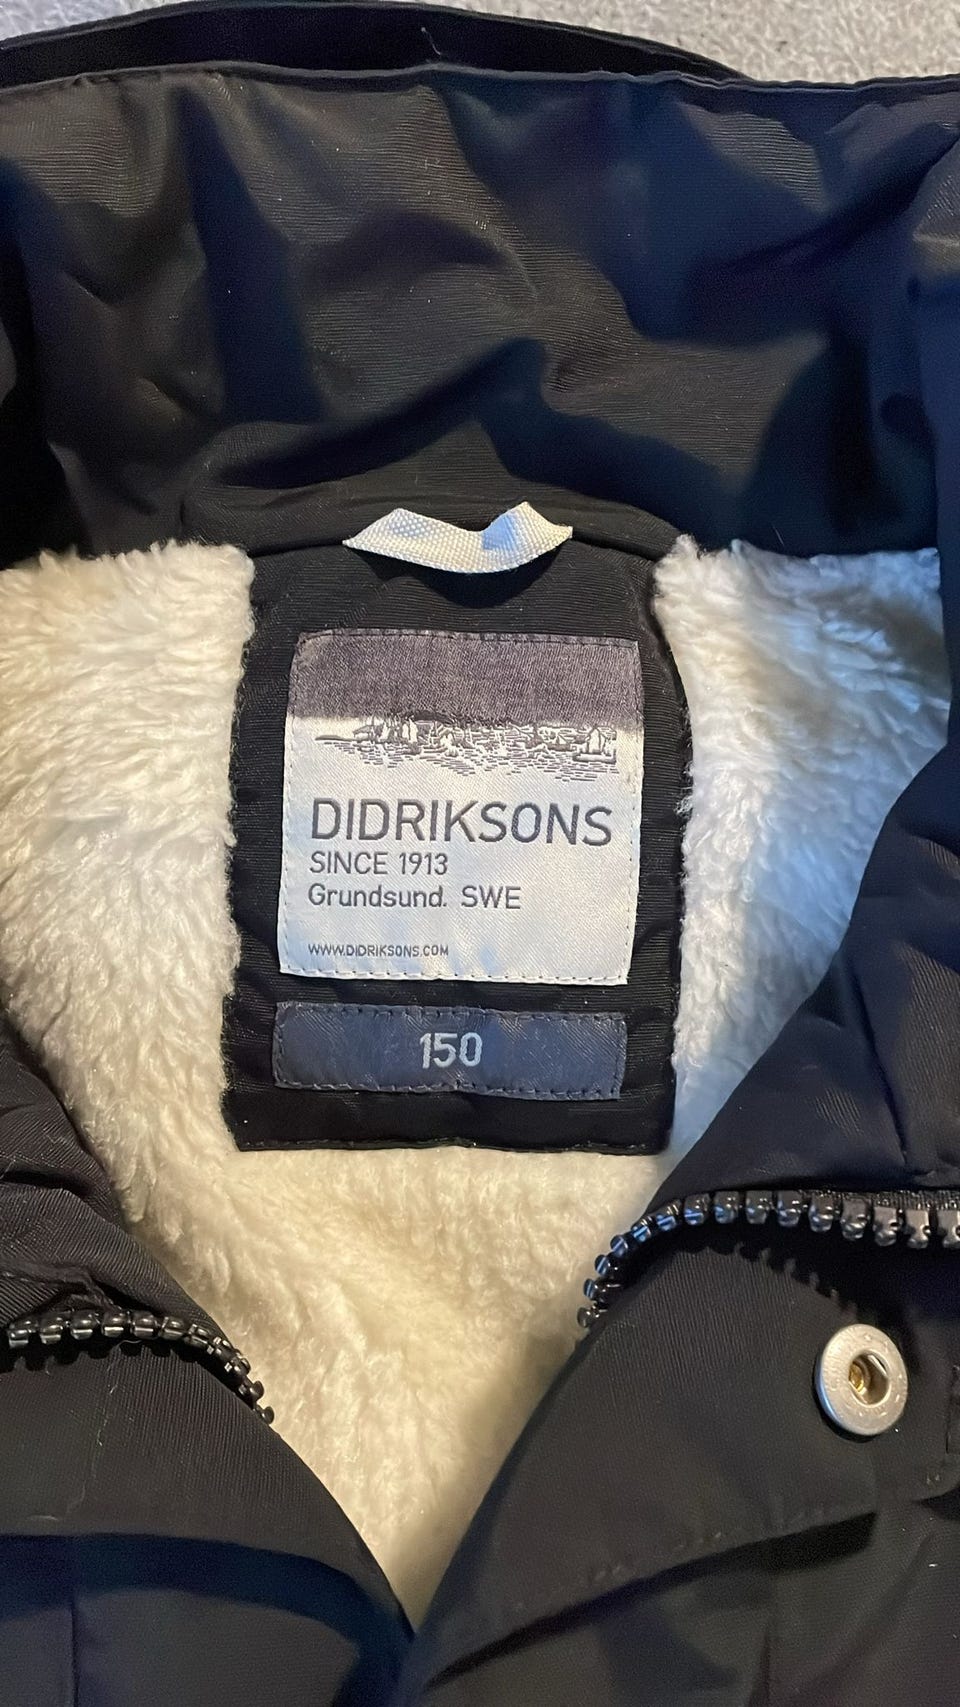 DIDRIKSONS
SINCE 1913
Grundsund. SWE
WWW.DIDRIKSONS.COM
150